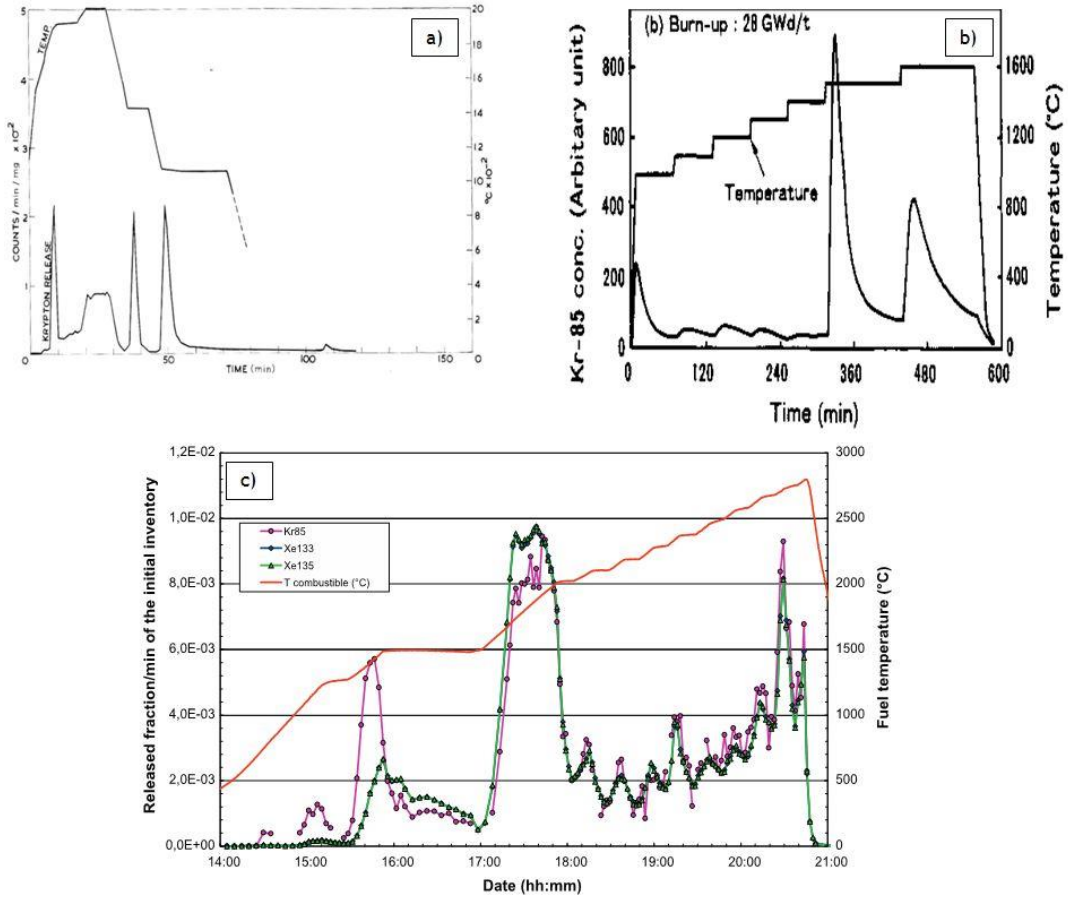 a)
TEMP
KRYPTON RELEASE
COUNTS / min / mg × 10⁻²
5
4
3
2
1
0
0
50
100
150
TIME (min)
20
18
16
14
12
10
8
6
4
2
0
°C × 10⁻²
b)
(b) Burn-up : 28 GWd/t
Temperature
Kr-85 conc. (Arbitary unit)
800
600
700
500
400
200
0
0
120
240
360
480
600
Time (min)
1600
1200
800
400
0
Temperature (°C)
c)
Kr85
Xe133
Xe135
T combustible (°C)
Released fraction/min of the initial inventory
1,2E-02
1,0E-02
8,0E-03
6,0E-03
4,0E-03
2,0E-03
0,0E+00
14:00
15:00
16:00
17:00
18:00
19:00
20:00
21:00
Date (hh:mm)
3000
2500
2000
1500
1000
500
0
Fuel temperature (°C)